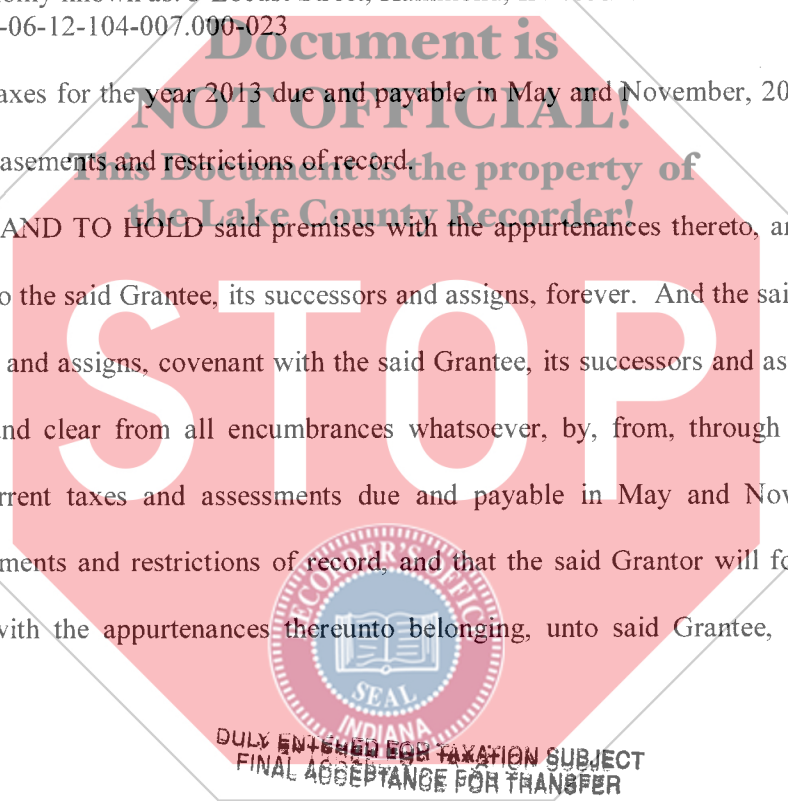 -06-12-104-007.000-023
Document is
axes for the year 2013 due and payable in May and November, 20
NOT OFFICIAL!
asements and restrictions of record.
This Document is the property of
the Lake County Recorder!
AND TO HOLD said premises with the appurtenances thereto, an
o the said Grantee, its successors and assigns, forever. And the sai
STOP
and assigns, covenant with the said Grantee, its successors and as
nd clear from all encumbrances whatsoever, by, from, through
rrent taxes and assessments due and payable in May and Nov
ments and restrictions of record, and that the said Grantor will fo
with the appurtenances thereunto belonging, unto said Grantee,
RECORDER'S OFFICE
SEAL
INDIANA
DULY ENTERED FOR TAXATION SUBJECT
FINAL ACCEPTANCE FOR TRANSFER